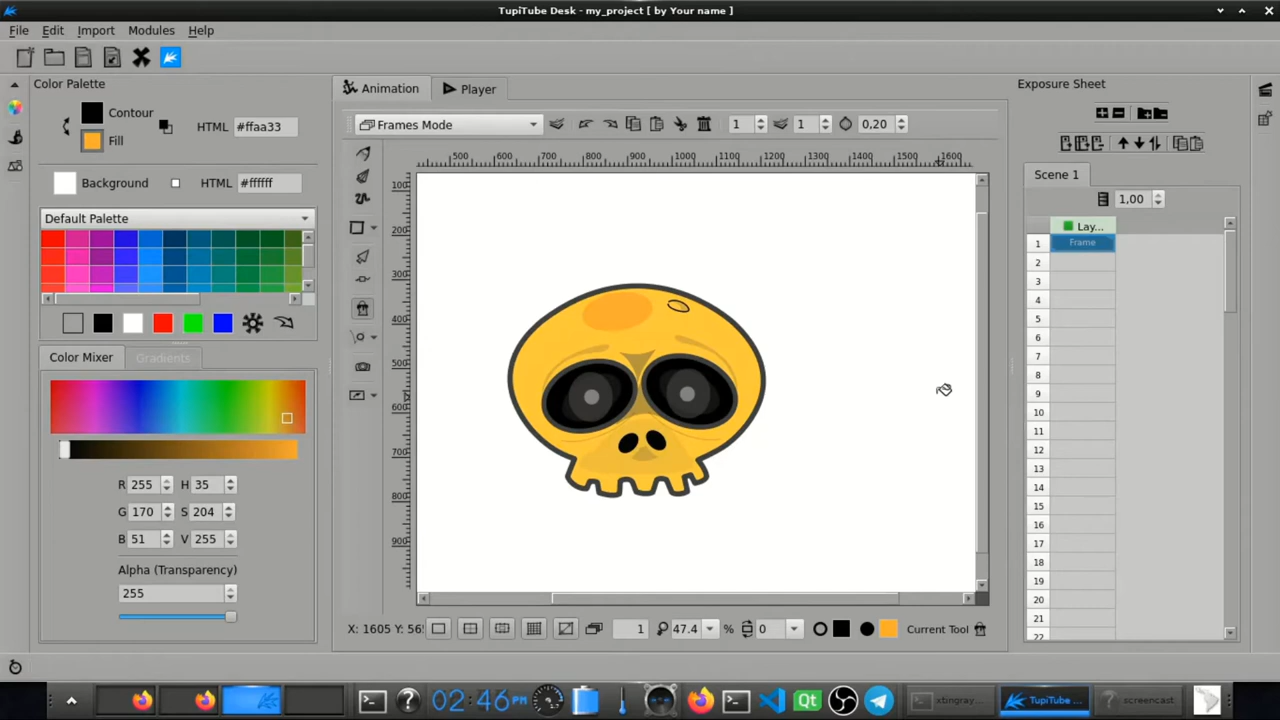 TupiTube Desk - my_project [ by Your name ]
File Edit Import Modules Help
Color Palette
Contour
Fill
HTML #ffaa33
Background
HTML #ffffff
Default Palette
Color Mixer
Gradients
R 255 H 35
G 170 S 204
B 51 V 255
Alpha (Transparency)
255
Animation
Player
Frames Mode
1
1
0,20
500 600 700 800 900 1000 1100 1200 1300 1400 1500 1600
100
200
300
400
500
600
700
800
900
X: 1605 Y: 56
1
47.4 %
0
Current Tool
Exposure Sheet
Scene 1
1,00
Lay...
1 Frame
2
3
4
5
6
7
8
9
10
11
12
13
14
15
16
17
18
19
20
21
22
02:46PM
Qt
xtingray...
TupiTube ...
screencast